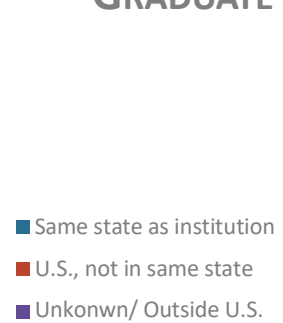 GRADUATE
Same state as institution
U.S., not in same state
Unkonwn/ Outside U.S.